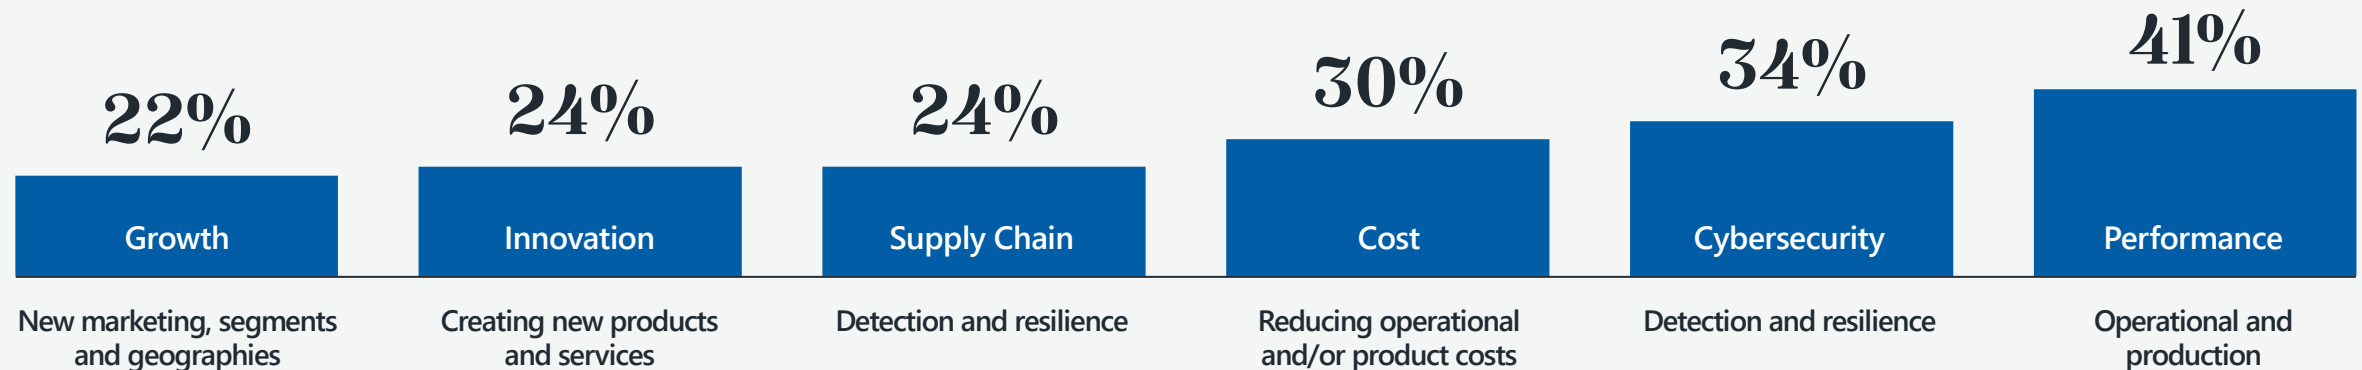 22%
24%
24%
30%
34%
41%
Growth
Innovation
Supply Chain
Cost
Cybersecurity
Performance
New marketing, segments
and geographies
Creating new products
and services
Detection and resilience
Reducing operational
and/or product costs
Detection and resilience
Operational and
production